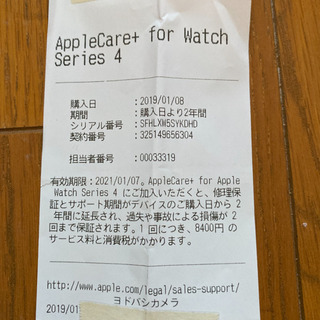 AppleCare+ for Watch
Series 4
購入日 : 2019/01/08
期間 : 購入日より2年間
シリアル番号 : SFHLXW5SYKDHD
契約番号 : 325149656304
担当者番号 : 00033319
有効期限：2021/01/07。AppleCare+ for Apple
Watch Series 4 にご加入いただくと、修理保
証とサポート期間がデバイスのご購入日から 2
年間に延長され、過失や事故による損傷が 2
回まで保証されます。1 回につき、8400円 の
サービス料と消費税がかかります。
http://www.apple.com/legal/sales-support/
ヨドバシカメラ
2019/01